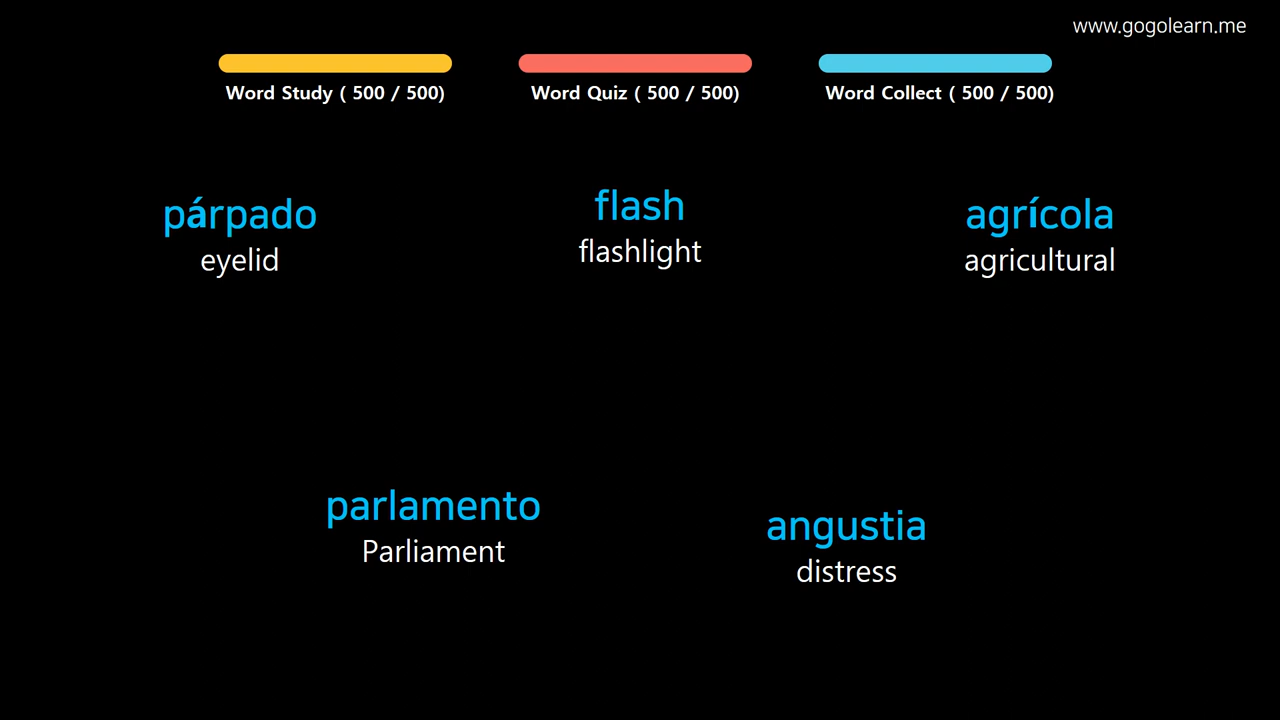 www.gogolearn.me
Word Study ( 500 / 500)
Word Quiz ( 500 / 500)
Word Collect ( 500 / 500)
párpado
eyelid
flash
flashlight
agrícola
agricultural
parlamento
Parliament
angustia
distress